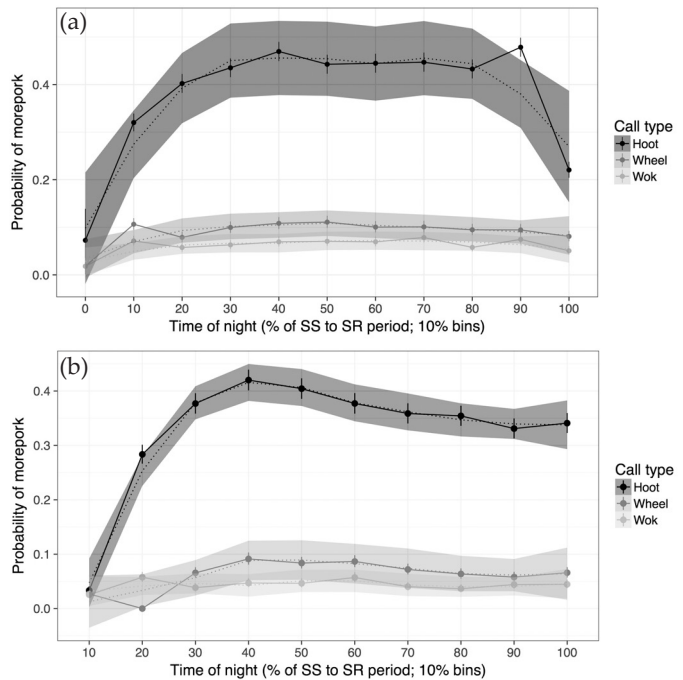 (a)
Probability of morepork
0.4
0.2
0.0
0 10 20 30 40 50 60 70 80 90 100
Time of night (% of SS to SR period; 10% bins)
Call type
Hoot
Wheel
Wok
(b)
Probability of morepork
0.4
0.3
0.2
0.1
0.0
10 20 30 40 50 60 70 80 90 100
Time of night (% of SS to SR period; 10% bins)
Call type
Hoot
Wheel
Wok